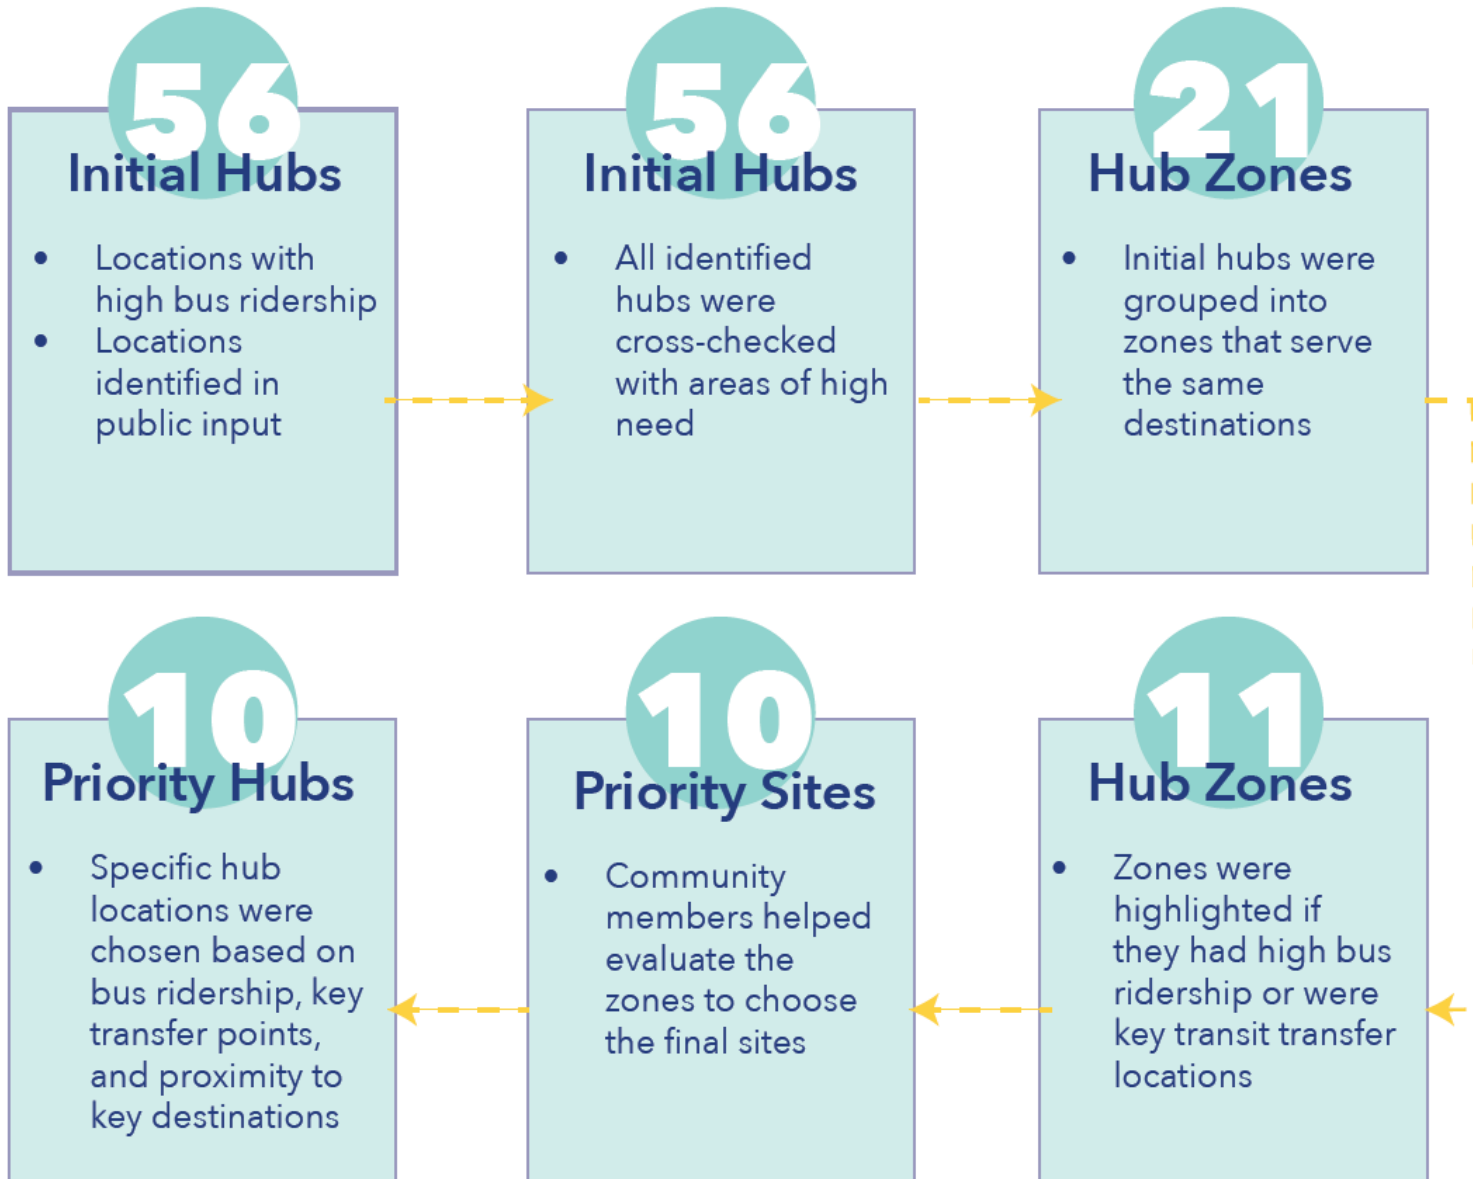 56
Initial Hubs
• Locations with
high bus ridership
• Locations
identified in
public input
56
Initial Hubs
• All identified
hubs were
cross-checked
with areas of high
need
21
Hub Zones
• Initial hubs were
grouped into
zones that serve
the same
destinations
11
Hub Zones
• Zones were
highlighted if
they had high bus
ridership or were
key transit transfer
locations
10
Priority Sites
• Community
members helped
evaluate the
zones to choose
the final sites
10
Priority Hubs
• Specific hub
locations were
chosen based on
bus ridership, key
transfer points,
and proximity to
key destinations